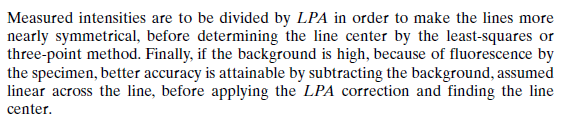 Measured intensities are to be divided by LPA in order to make the lines more
nearly symmetrical, before determining the line center by the least-squares or
three-point method. Finally, if the background is high, because of fluorescence by
the specimen, better accuracy is attainable by subtracting the background, assumed
linear across the line, before applying the LPA correction and finding the line
center.